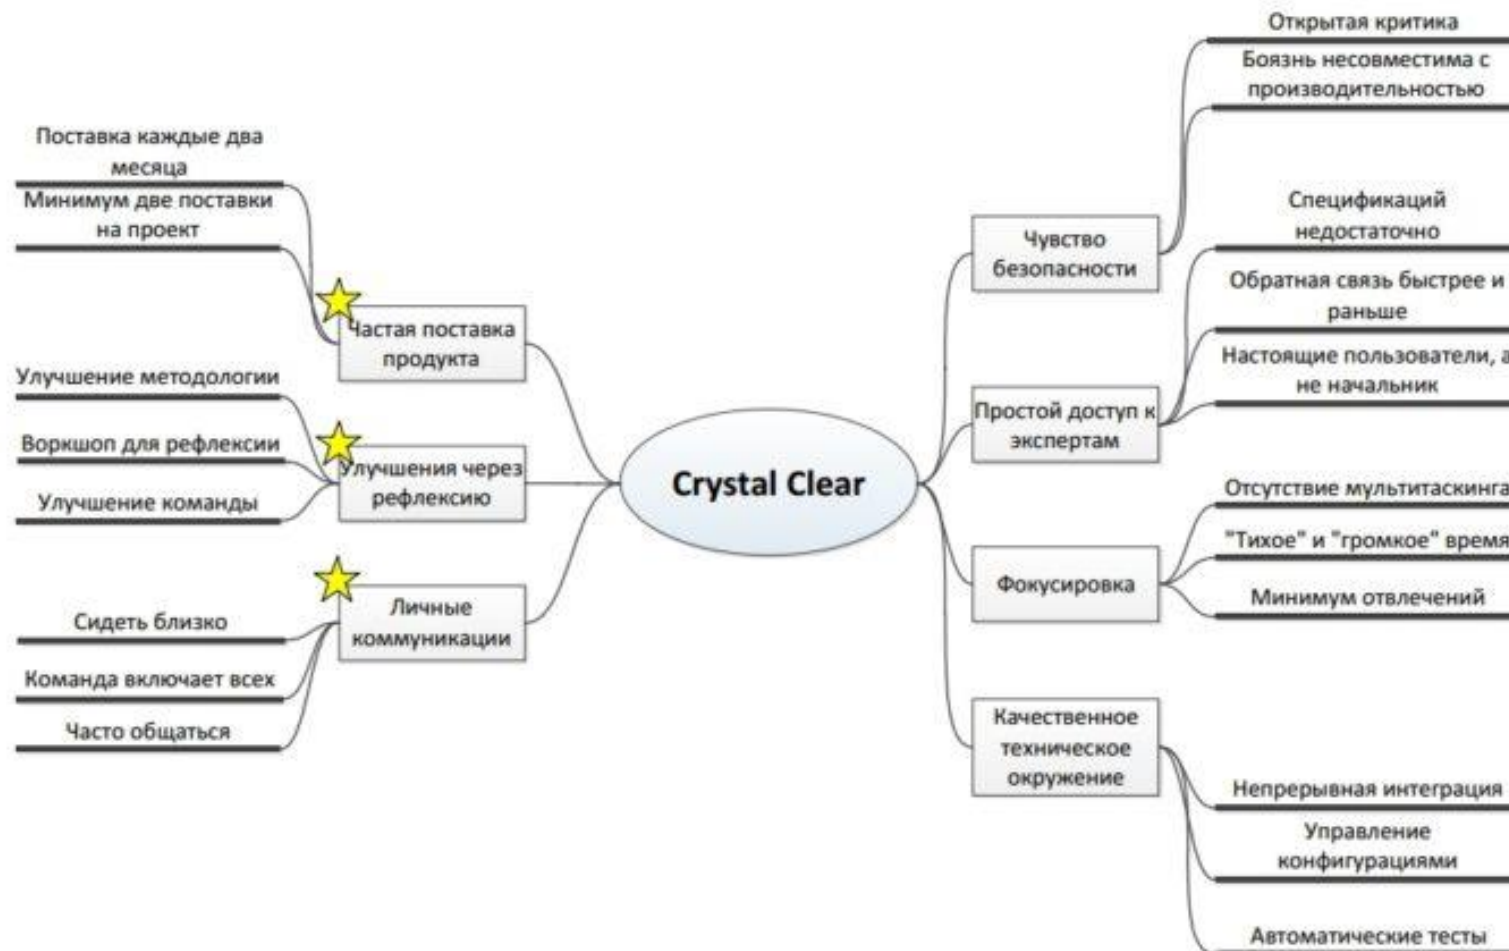 Поставка каждые два
месяца
Минимум две поставки
на проект
Частая поставка
продукта
Улучшение методологии
Воркшоп для рефлексии
Улучшение команды
Улучшения через
рефлексию
Сидеть близко
Команда включает всех
Часто общаться
Личные
коммуникации
Crystal Clear
Чувство
безопасности
Открытая критика
Боязнь несовместима с
производительностью
Простой доступ к
экспертам
Спецификаций
недостаточно
Обратная связь быстрее и
раньше
Настоящие пользователи, а
не начальник
Фокусировка
Отсутствие мультитаскинга
"Тихое" и "громкое" время
Минимум отвлечений
Качественное
техническое
окружение
Непрерывная интеграция
Управление
конфигурациями
Автоматические тесты